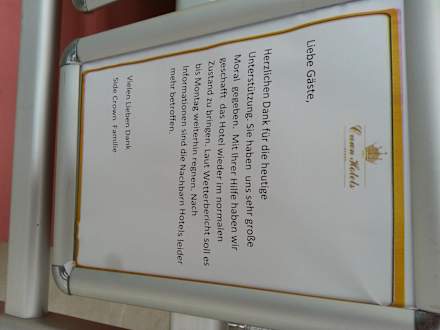 Crown Hotels
Liebe Gäste,
Herzlichen Dank für die heutige
Unterstützung. Sie haben uns sehr große
Moral gegeben. Mit Ihrer Hilfe haben wir
geschafft das Hotel wieder im normalen
Zustand zu bringen. Laut Wetterbericht soll es
bis Montag weiterhin regnen. Nach
Informationen sind die Nachbarn Hotels leider
mehr betroffen.
Vielen Lieben Dank
Side Crown Familie